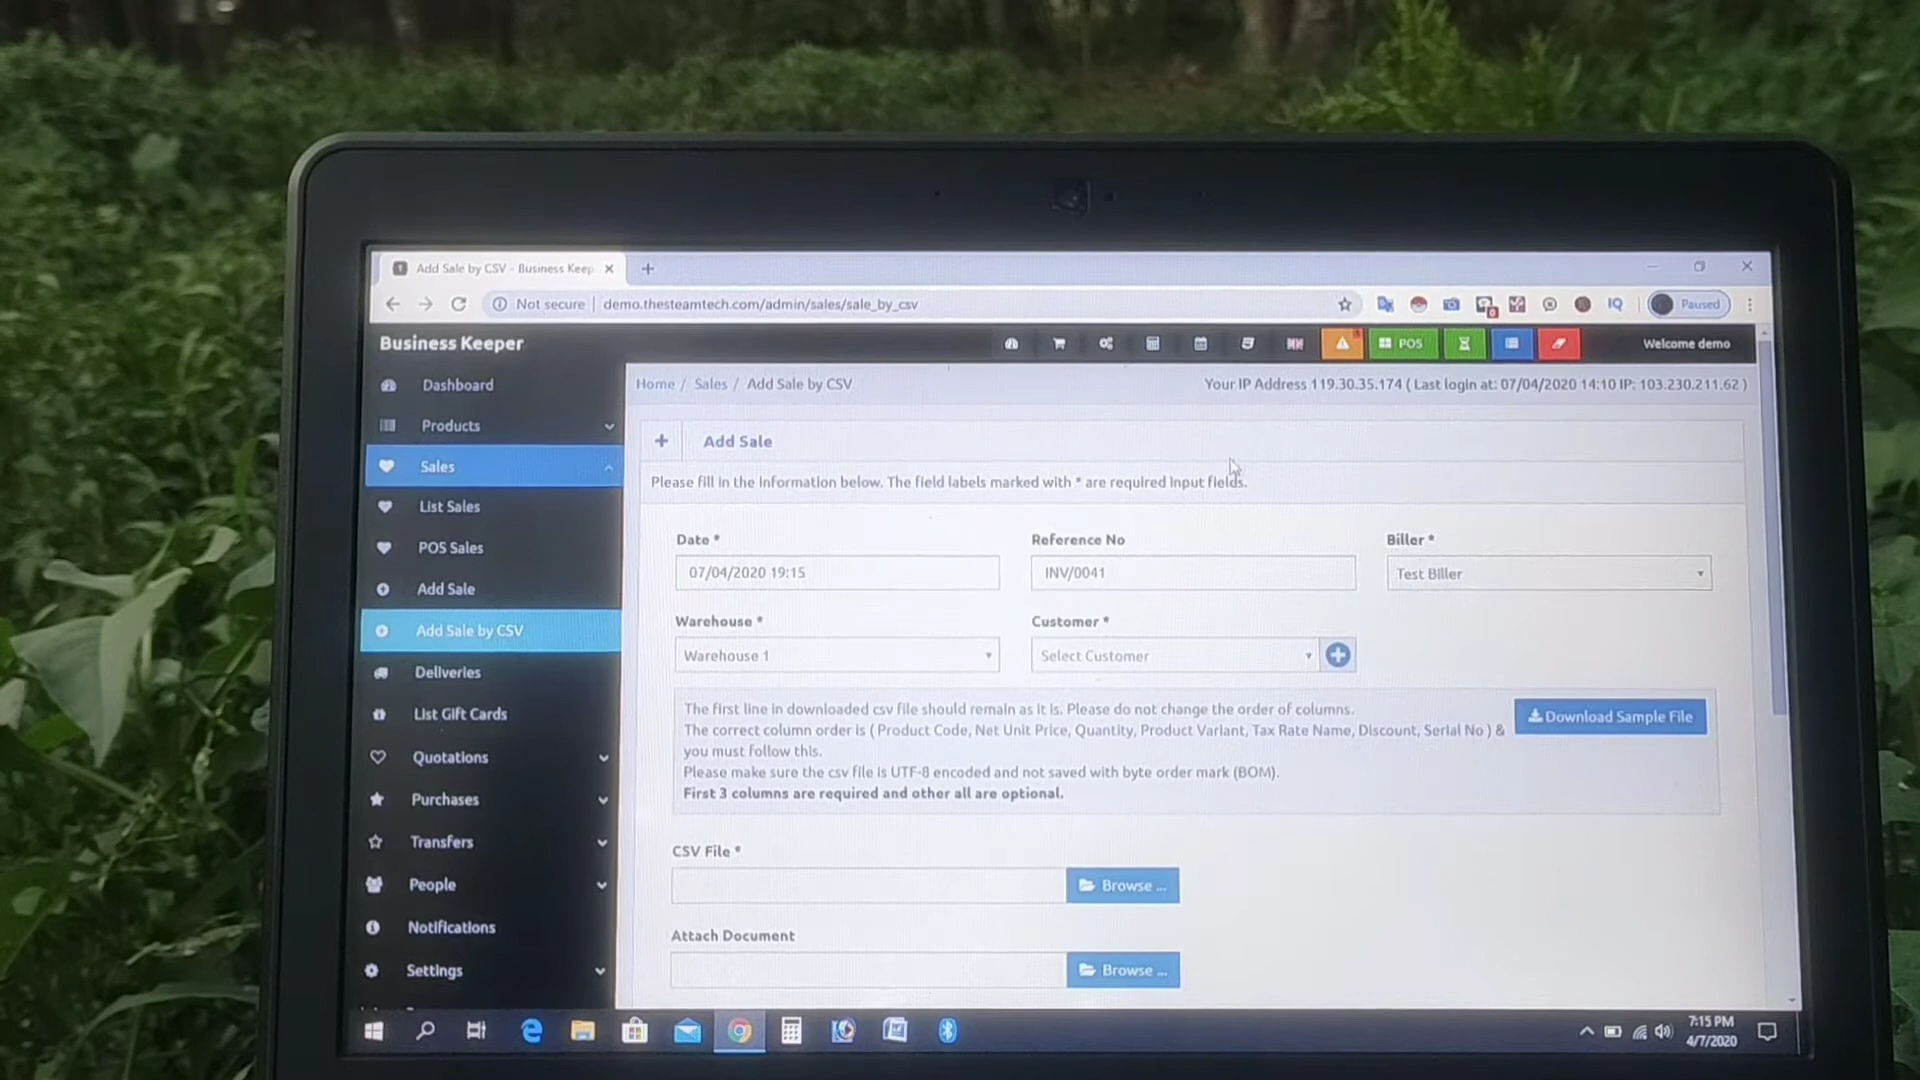 Add Sale by CSV - Business Keep
Not secure
demo.thesteamtech.com/admin/sales/sale_by_csv
IQ
Paused
Business Keeper
POS
Welcome demo
Dashboard
Products
Sales
List Sales
POS Sales
Add Sale
Add Sale by CSV
Deliveries
List Gift Cards
Quotations
Purchases
Transfers
People
Notifications
Settings
Home / Sales / Add Sale by CSV
Your IP Address 119.30.35.174 ( Last login at: 07/04/2020 14:10 IP: 103.230.211.62 )
Add Sale
Please fill in the information below. The field labels marked with * are required input fields.
Date *
07/04/2020 19:15
Reference No
INV/0041
Biller *
Test Biller
Warehouse *
Warehouse 1
Customer *
Select Customer
The first line in downloaded csv file should remain as it is. Please do not change the order of columns.
The correct column order is ( Product Code, Net Unit Price, Quantity, Product Variant, Tax Rate Name, Discount, Serial No ) &
you must follow this.
Please make sure the csv file is UTF-8 encoded and not saved with byte order mark (BOM).
First 3 columns are required and other all are optional.
Download Sample File
CSV File *
Browse ...
Attach Document
Browse ...
7:15 PM
4/7/2020